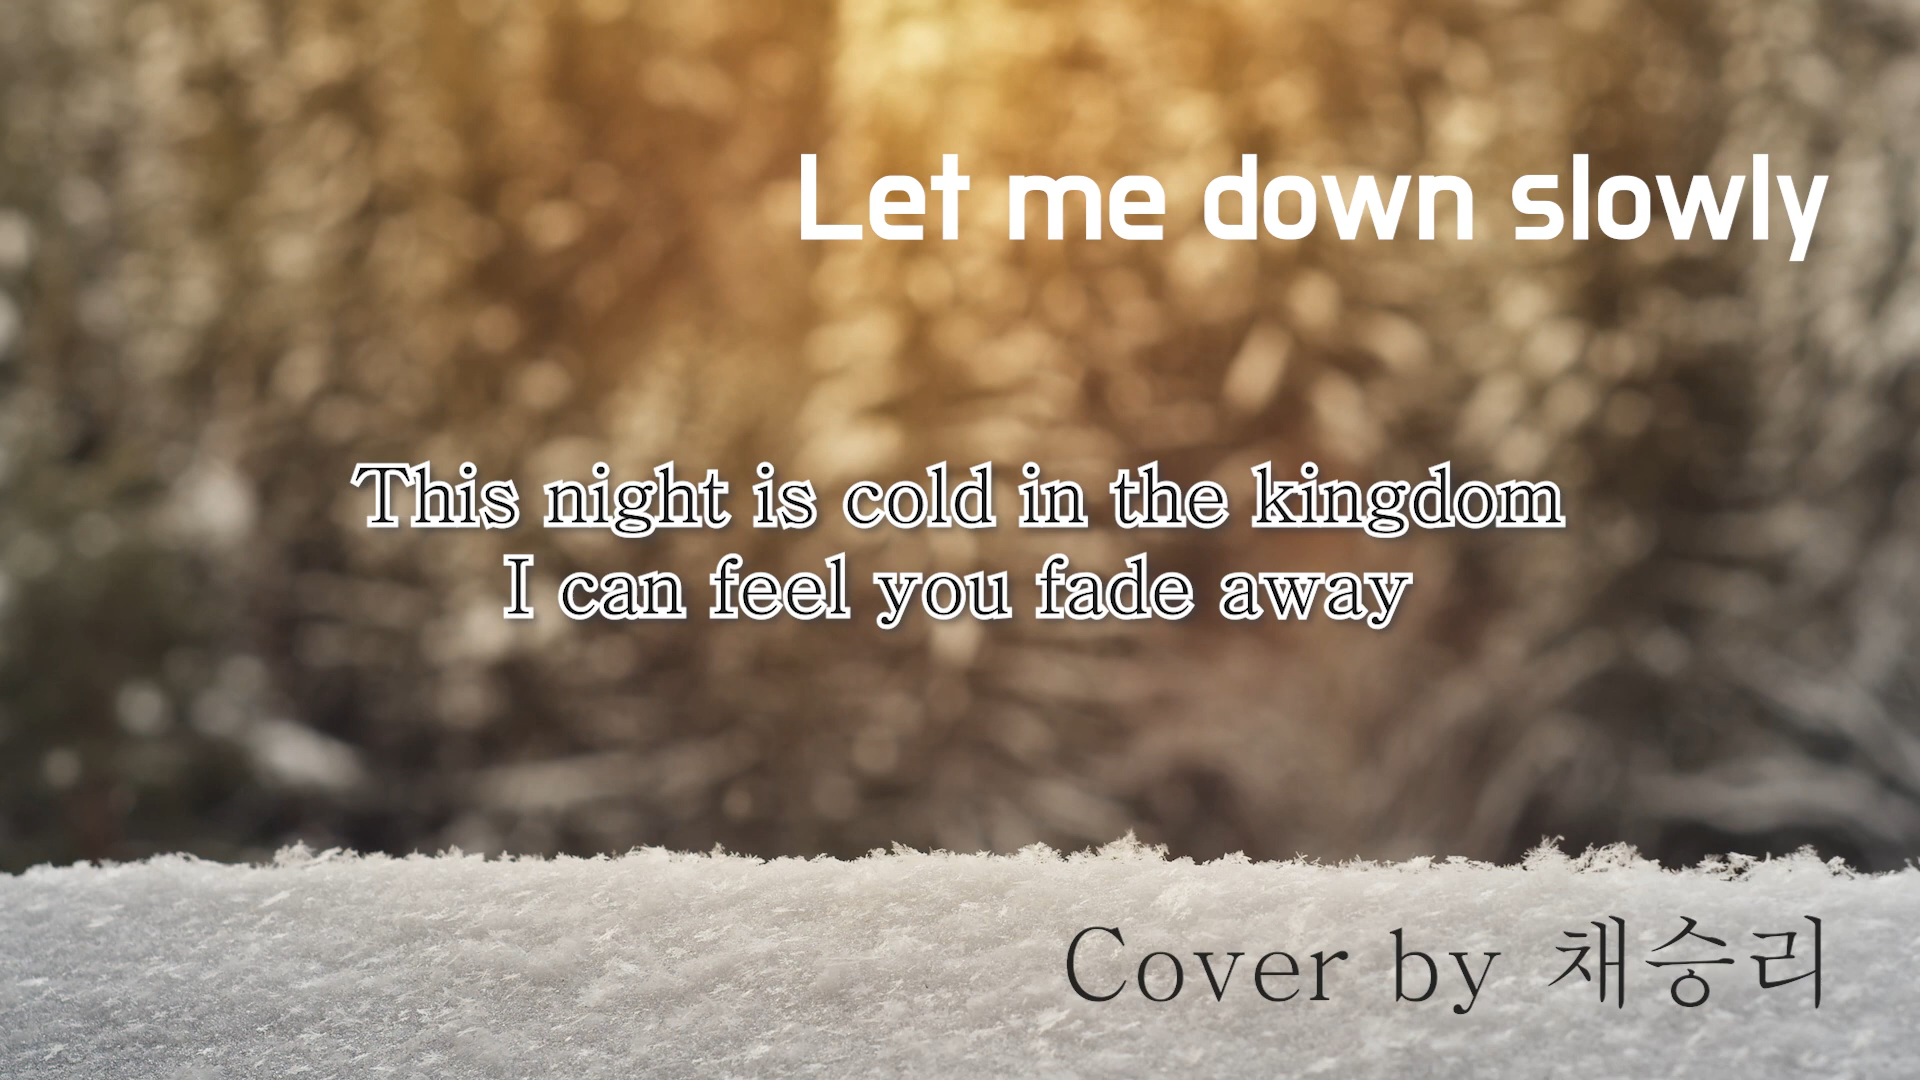 Let me down slowly
This night is cold in the kingdom
I can feel you fade away
Cover by 채승리